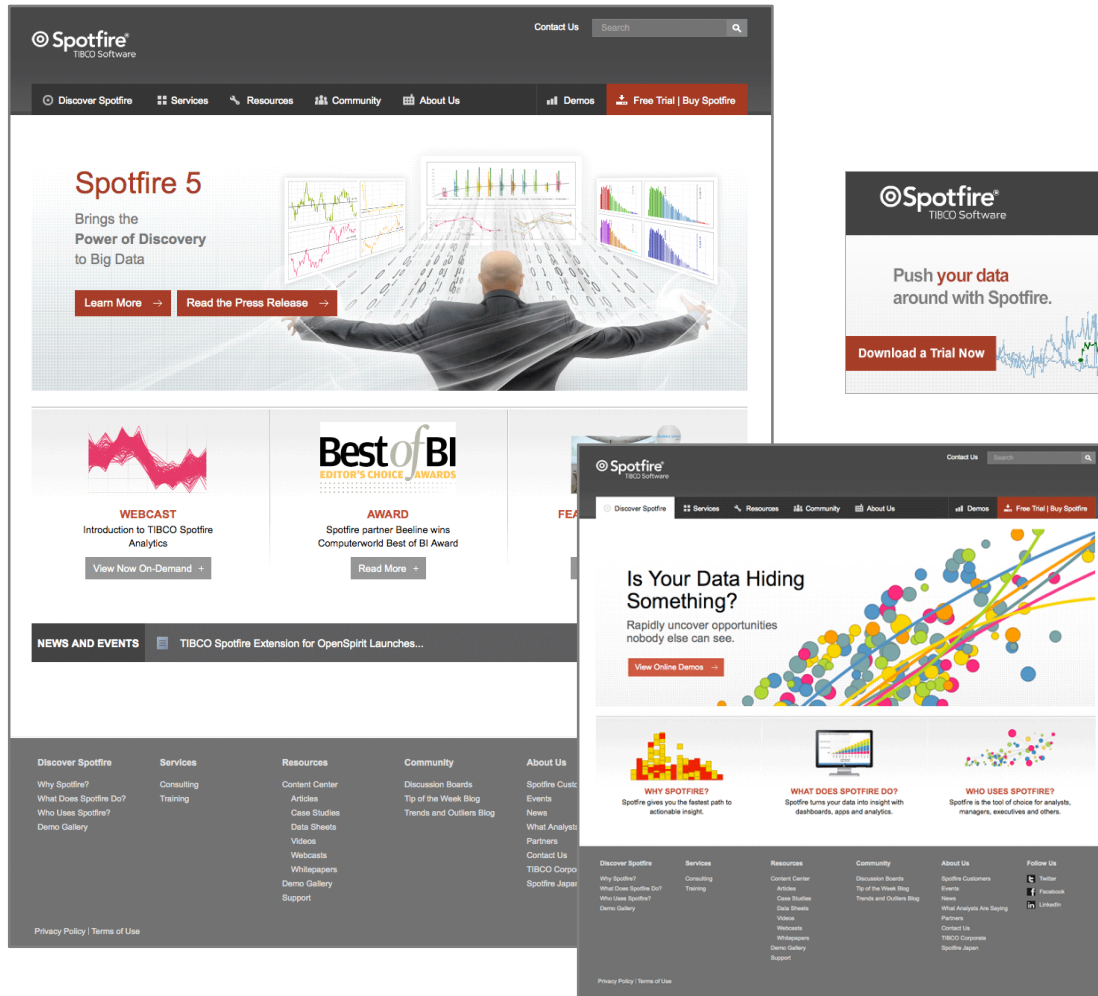 Spotfire®
TIBCO Software
Contact Us
Search
Discover Spotfire
Services
Resources
Community
About Us
Demos
Free Trial | Buy Spotfire
Spotfire 5
Brings the
Power of Discovery
to Big Data
Learn More →
Read the Press Release →
WEBCAST
Introduction to TIBCO Spotfire
Analytics
View Now On-Demand +
Best of BI
EDITOR'S CHOICE AWARDS
AWARD
Spotfire partner Beeline wins
Computerworld Best of BI Award
Read More +
FEA
NEWS AND EVENTS
TIBCO Spotfire Extension for OpenSpirit Launches...
Discover Spotfire
Why Spotfire?
What Does Spotfire Do?
Who Uses Spotfire?
Demo Gallery
Services
Consulting
Training
Resources
Content Center
Articles
Case Studies
Data Sheets
Videos
Webcasts
Whitepapers
Demo Gallery
Support
Community
Discussion Boards
Tip of the Week Blog
Trends and Outliers Blog
About Us
Spotfire Custo
Events
News
What Analysts
Partners
Contact Us
TIBCO Corpo
Spotfire Japan
Privacy Policy | Terms of Use
Spotfire®
TIBCO Software
Push your data
around with Spotfire.
Download a Trial Now
Spotfire®
TIBCO Software
Contact Us
Search
Discover Spotfire
Services
Resources
Community
About Us
Demos
Free Trial | Buy Spotfire
Is Your Data Hiding
Something?
Rapidly uncover opportunities
nobody else can see.
View Online Demos →
WHY SPOTFIRE?
Spotfire gives you the fastest path to
actionable insight.
WHAT DOES SPOTFIRE DO?
Spotfire turns your data into insight with
dashboards, apps and analytics.
WHO USES SPOTFIRE?
Spotfire is the tool of choice for analysts,
managers, executives and others.
Discover Spotfire
Why Spotfire?
What Does Spotfire Do?
Who Uses Spotfire?
Demo Gallery
Services
Consulting
Training
Resources
Content Center
Articles
Case Studies
Data Sheets
Videos
Webcasts
Whitepapers
Demo Gallery
Support
Community
Discussion Boards
Tip of the Week Blog
Trends and Outliers Blog
About Us
Spotfire Customers
Events
News
What Analysts Are Saying
Partners
Contact Us
TIBCO Corporate
Spotfire Japan
Follow Us
Twitter
Facebook
LinkedIn
Privacy Policy | Terms of Use